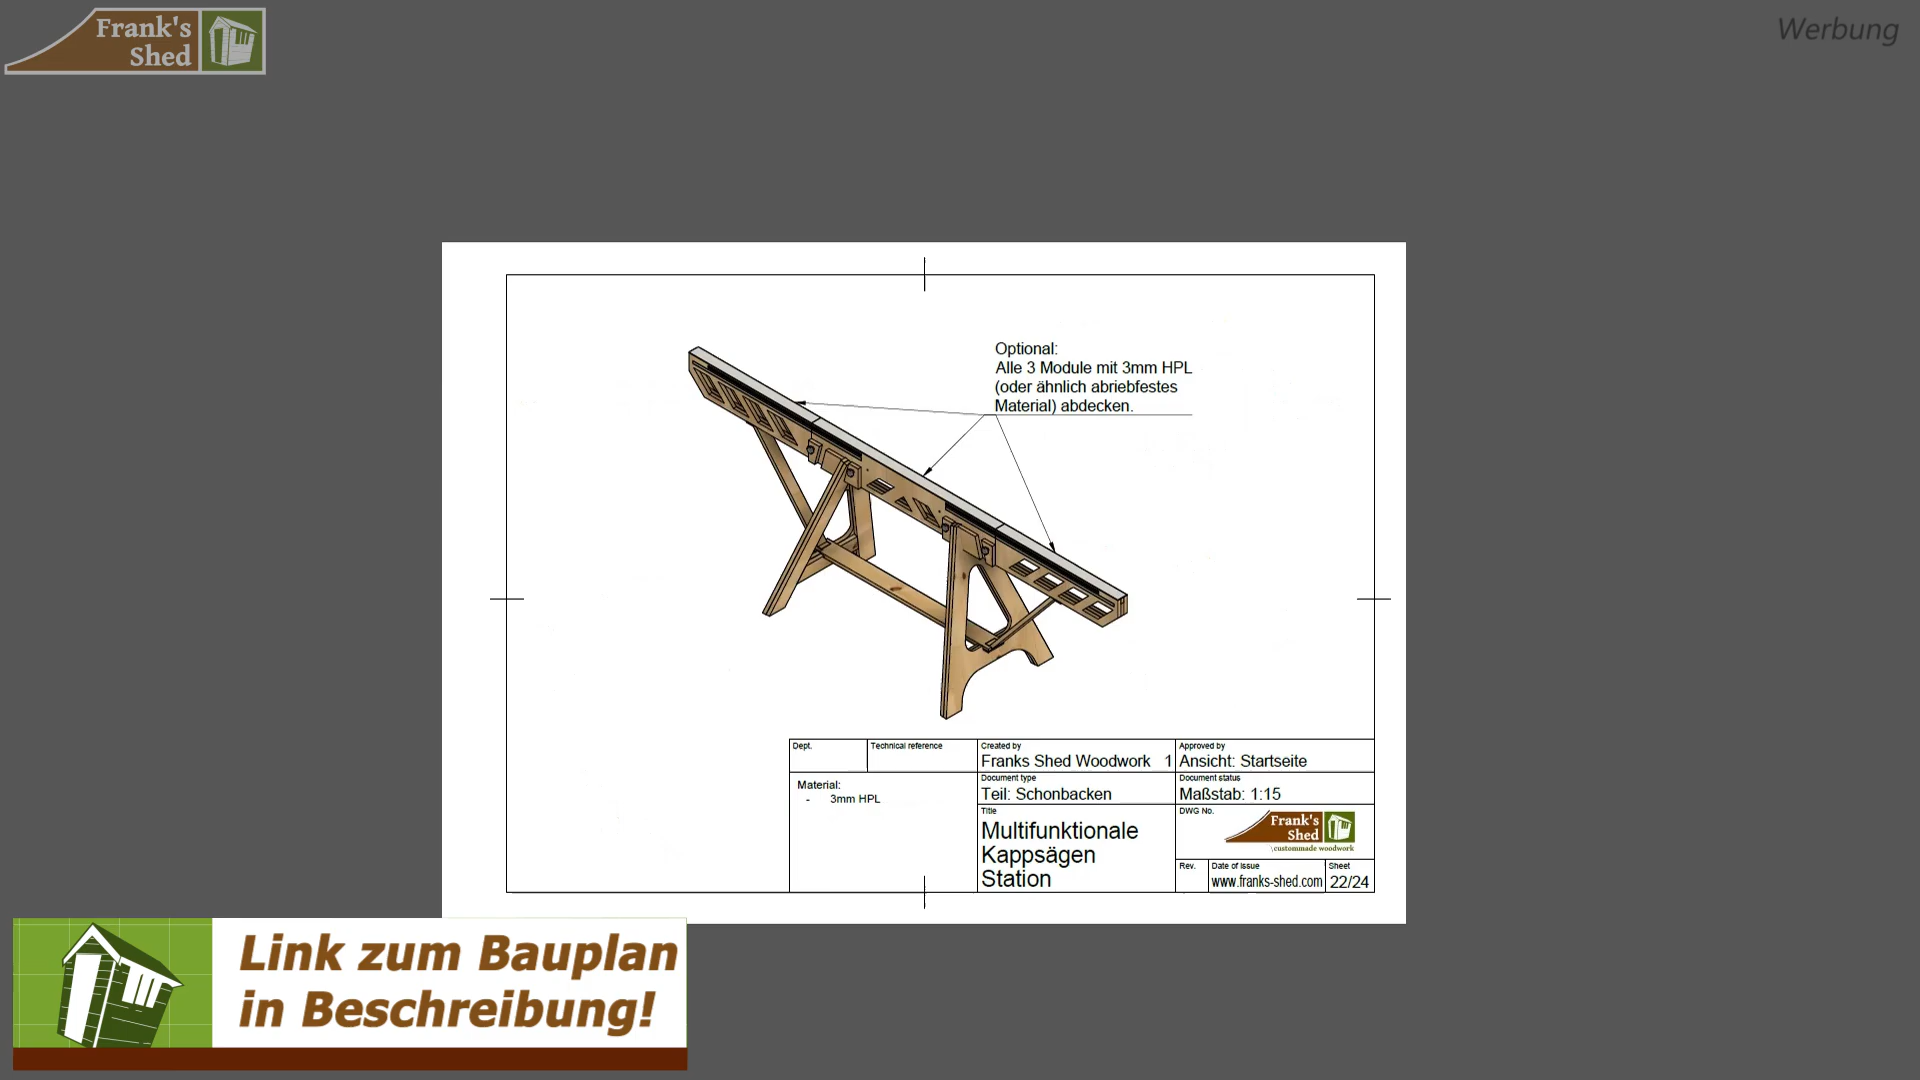 Frank's
Shed
Werbung
Optional:
Alle 3 Module mit 3mm HPL
(oder ähnlich abriebfestes
Material) abdecken.
Dept.
Technical reference
Created by
Franks Shed Woodwork 1
Approved by
Ansicht: Startseite
Material:
- 3mm HPL
Document type
Teil: Schonbacken
Document status
Maßstab: 1:15
Title
Multifunktionale
Kappsägen
Station
DWG No.
Frank's
Shed
\custommade woodwork
Rev.
Date of issue
www.franks-shed.com
Sheet
22/24
Link zum Bauplan
in Beschreibung!